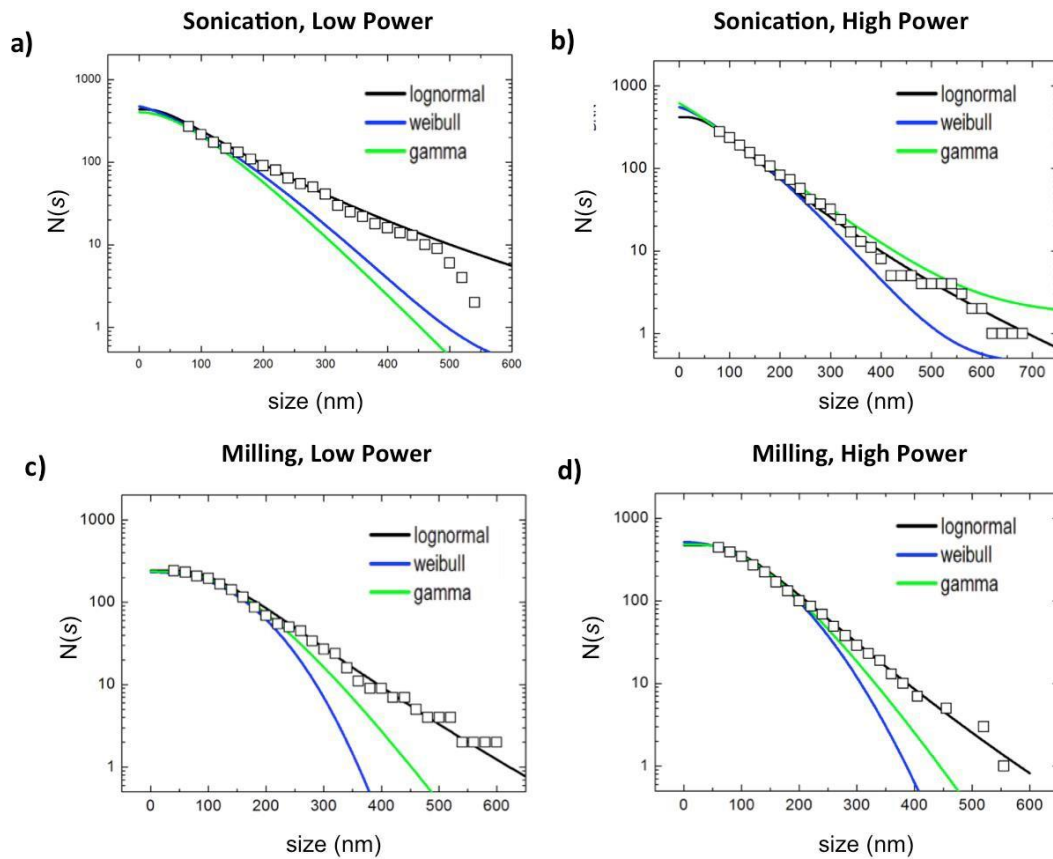 Sonication, Low Power
a)
1000
100
10
1
N(s)
lognormal
weibull
gamma
0 100 200 300 400 500 600
size (nm)
Sonication, High Power
b)
1000
100
10
1
N(s)
lognormal
weibull
gamma
0 100 200 300 400 500 600 700
size (nm)
Milling, Low Power
c)
1000
100
10
1
N(s)
lognormal
weibull
gamma
0 100 200 300 400 500 600
size (nm)
Milling, High Power
d)
1000
100
10
1
N(s)
lognormal
weibull
gamma
0 100 200 300 400 500 600
size (nm)